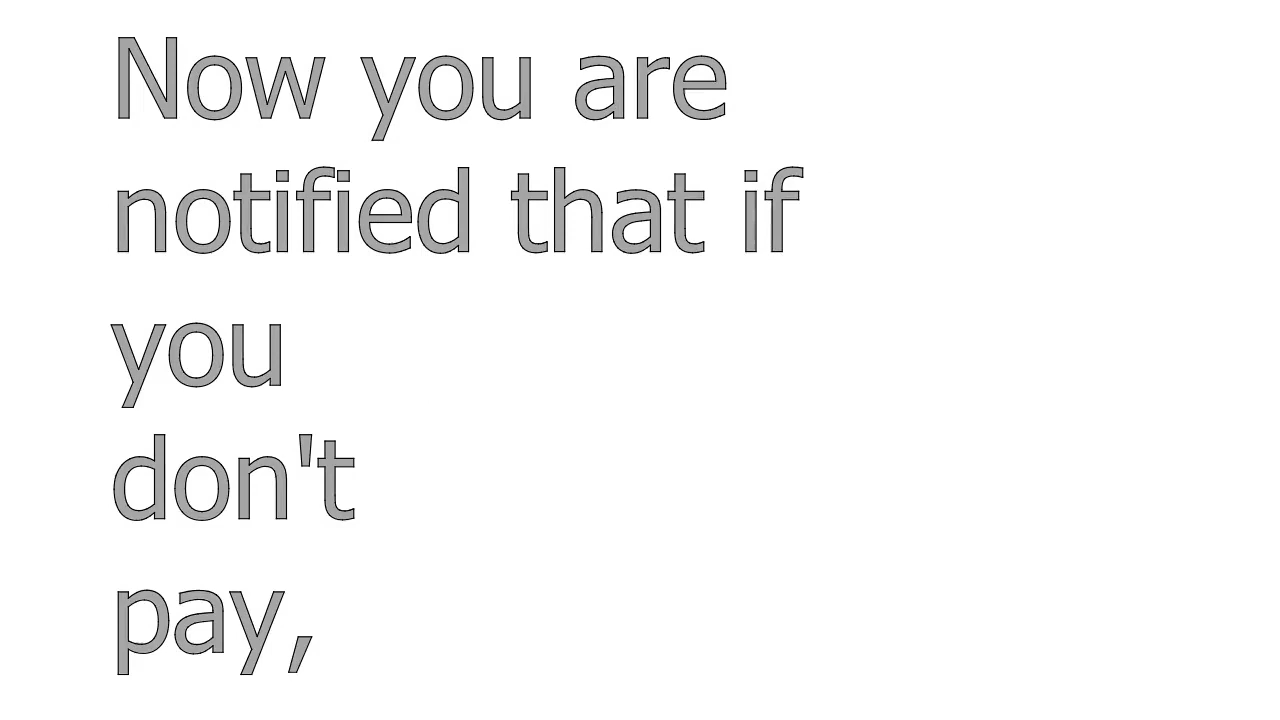 Now you are
notified that if
you
don't
pay,